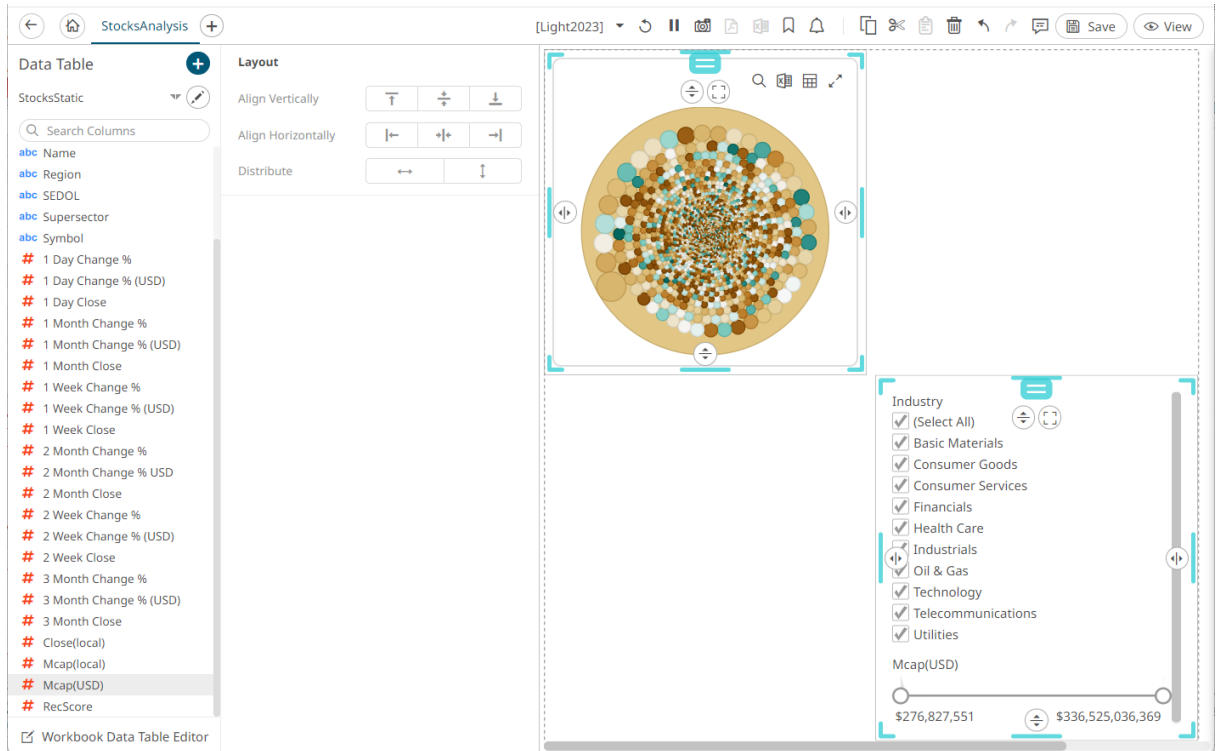 StocksAnalysis
[Light2023]
Save
View
Data Table
StocksStatic
Search Columns
abc Name
abc Region
abc SEDOL
abc Supersector
abc Symbol
# 1 Day Change %
# 1 Day Change % (USD)
# 1 Day Close
# 1 Month Change %
# 1 Month Change % (USD)
# 1 Month Close
# 1 Week Change %
# 1 Week Change % (USD)
# 1 Week Close
# 2 Month Change %
# 2 Month Change % USD
# 2 Month Close
# 2 Week Change %
# 2 Week Change % (USD)
# 2 Week Close
# 3 Month Change %
# 3 Month Change % (USD)
# 3 Month Close
# Close(local)
# Mcap(local)
# Mcap(USD)
# RecScore
Workbook Data Table Editor
Layout
Align Vertically
Align Horizontally
Distribute
Industry
(Select All)
Basic Materials
Consumer Goods
Consumer Services
Financials
Health Care
Industrials
Oil & Gas
Technology
Telecommunications
Utilities
Mcap(USD)
$276,827,551
$336,525,036,369